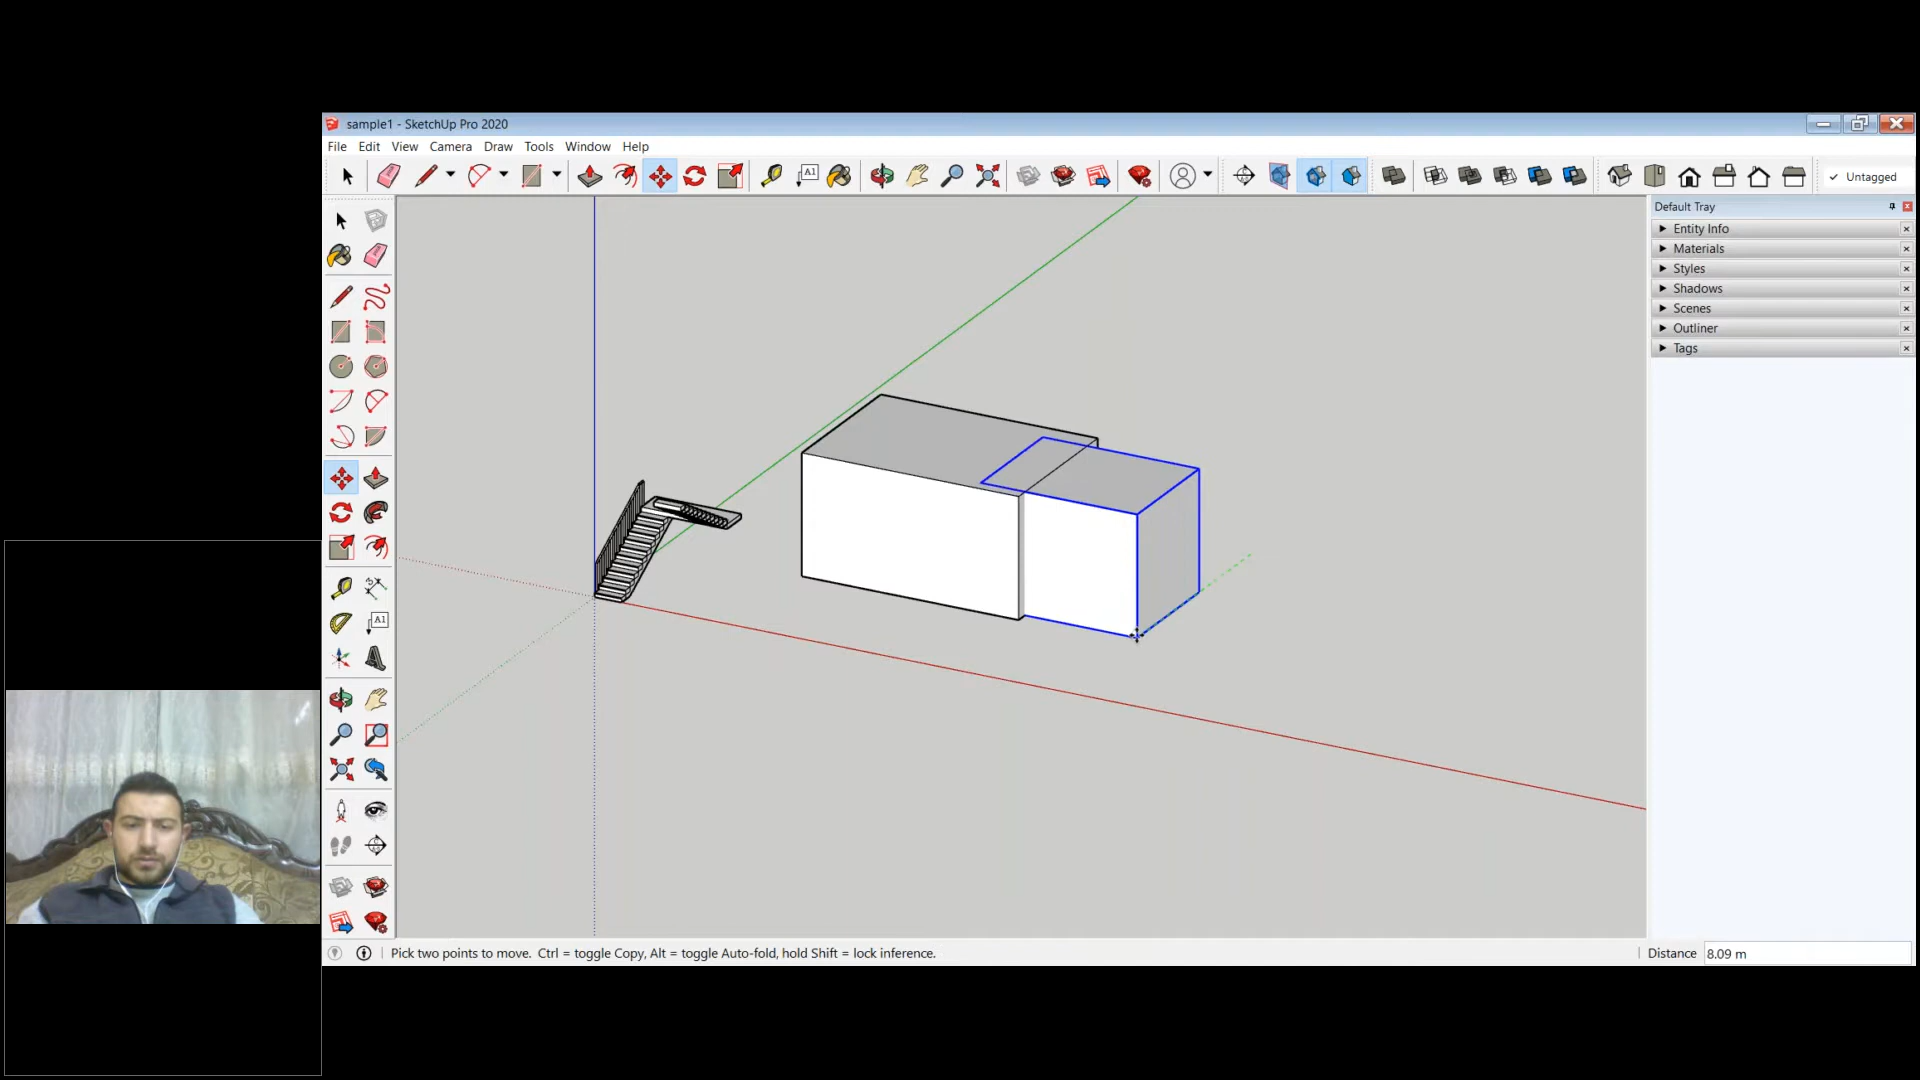 sample1 - SketchUp Pro 2020
File Edit View Camera Draw Tools Window Help
A1
Untagged
Default Tray
Entity Info
Materials
Styles
Shadows
Scenes
Outliner
Tags
A1
Pick two points to move. Ctrl = toggle Copy, Alt = toggle Auto-fold, hold Shift = lock inference.
Distance 8.09 m